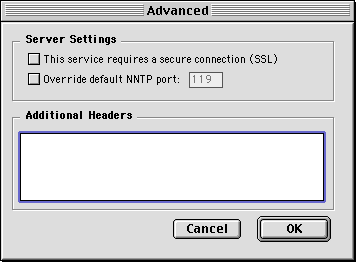 Advanced
Server Settings
This service requires a secure connection (SSL)
Override default NNTP port: 119
Additional Headers
Cancel OK